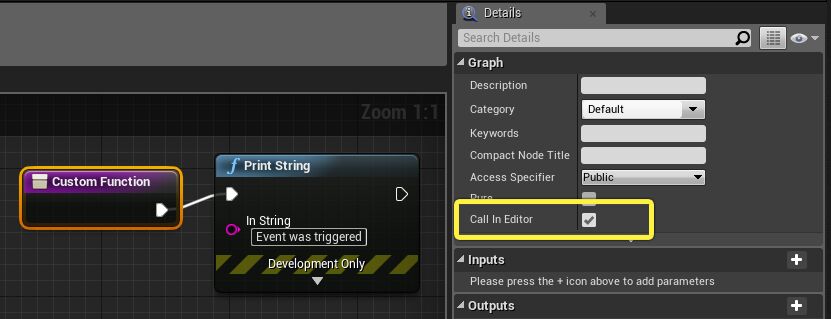 Zoom 1:1
Custom Function
Print String
In String
Event was triggered
Development Only
Details
Search Details
Graph
Description
Category
Default
Keywords
Compact Node Title
Access Specifier
Public
Pure
Call In Editor
Inputs
Please press the + icon above to add parameters
Outputs